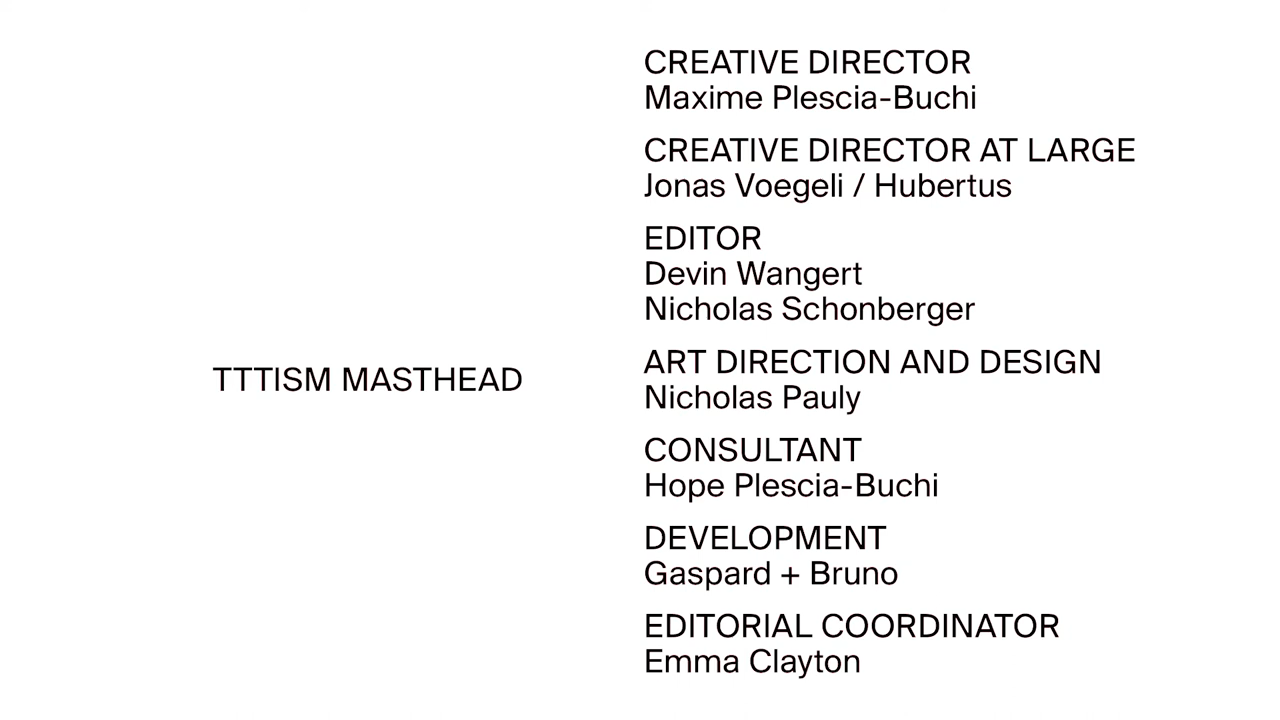 TTTISM MASTHEAD
CREATIVE DIRECTOR
Maxime Plescia-Buchi
CREATIVE DIRECTOR AT LARGE
Jonas Voegeli / Hubertus
EDITOR
Devin Wangert
Nicholas Schonberger
ART DIRECTION AND DESIGN
Nicholas Pauly
CONSULTANT
Hope Plescia-Buchi
DEVELOPMENT
Gaspard + Bruno
EDITORIAL COORDINATOR
Emma Clayton